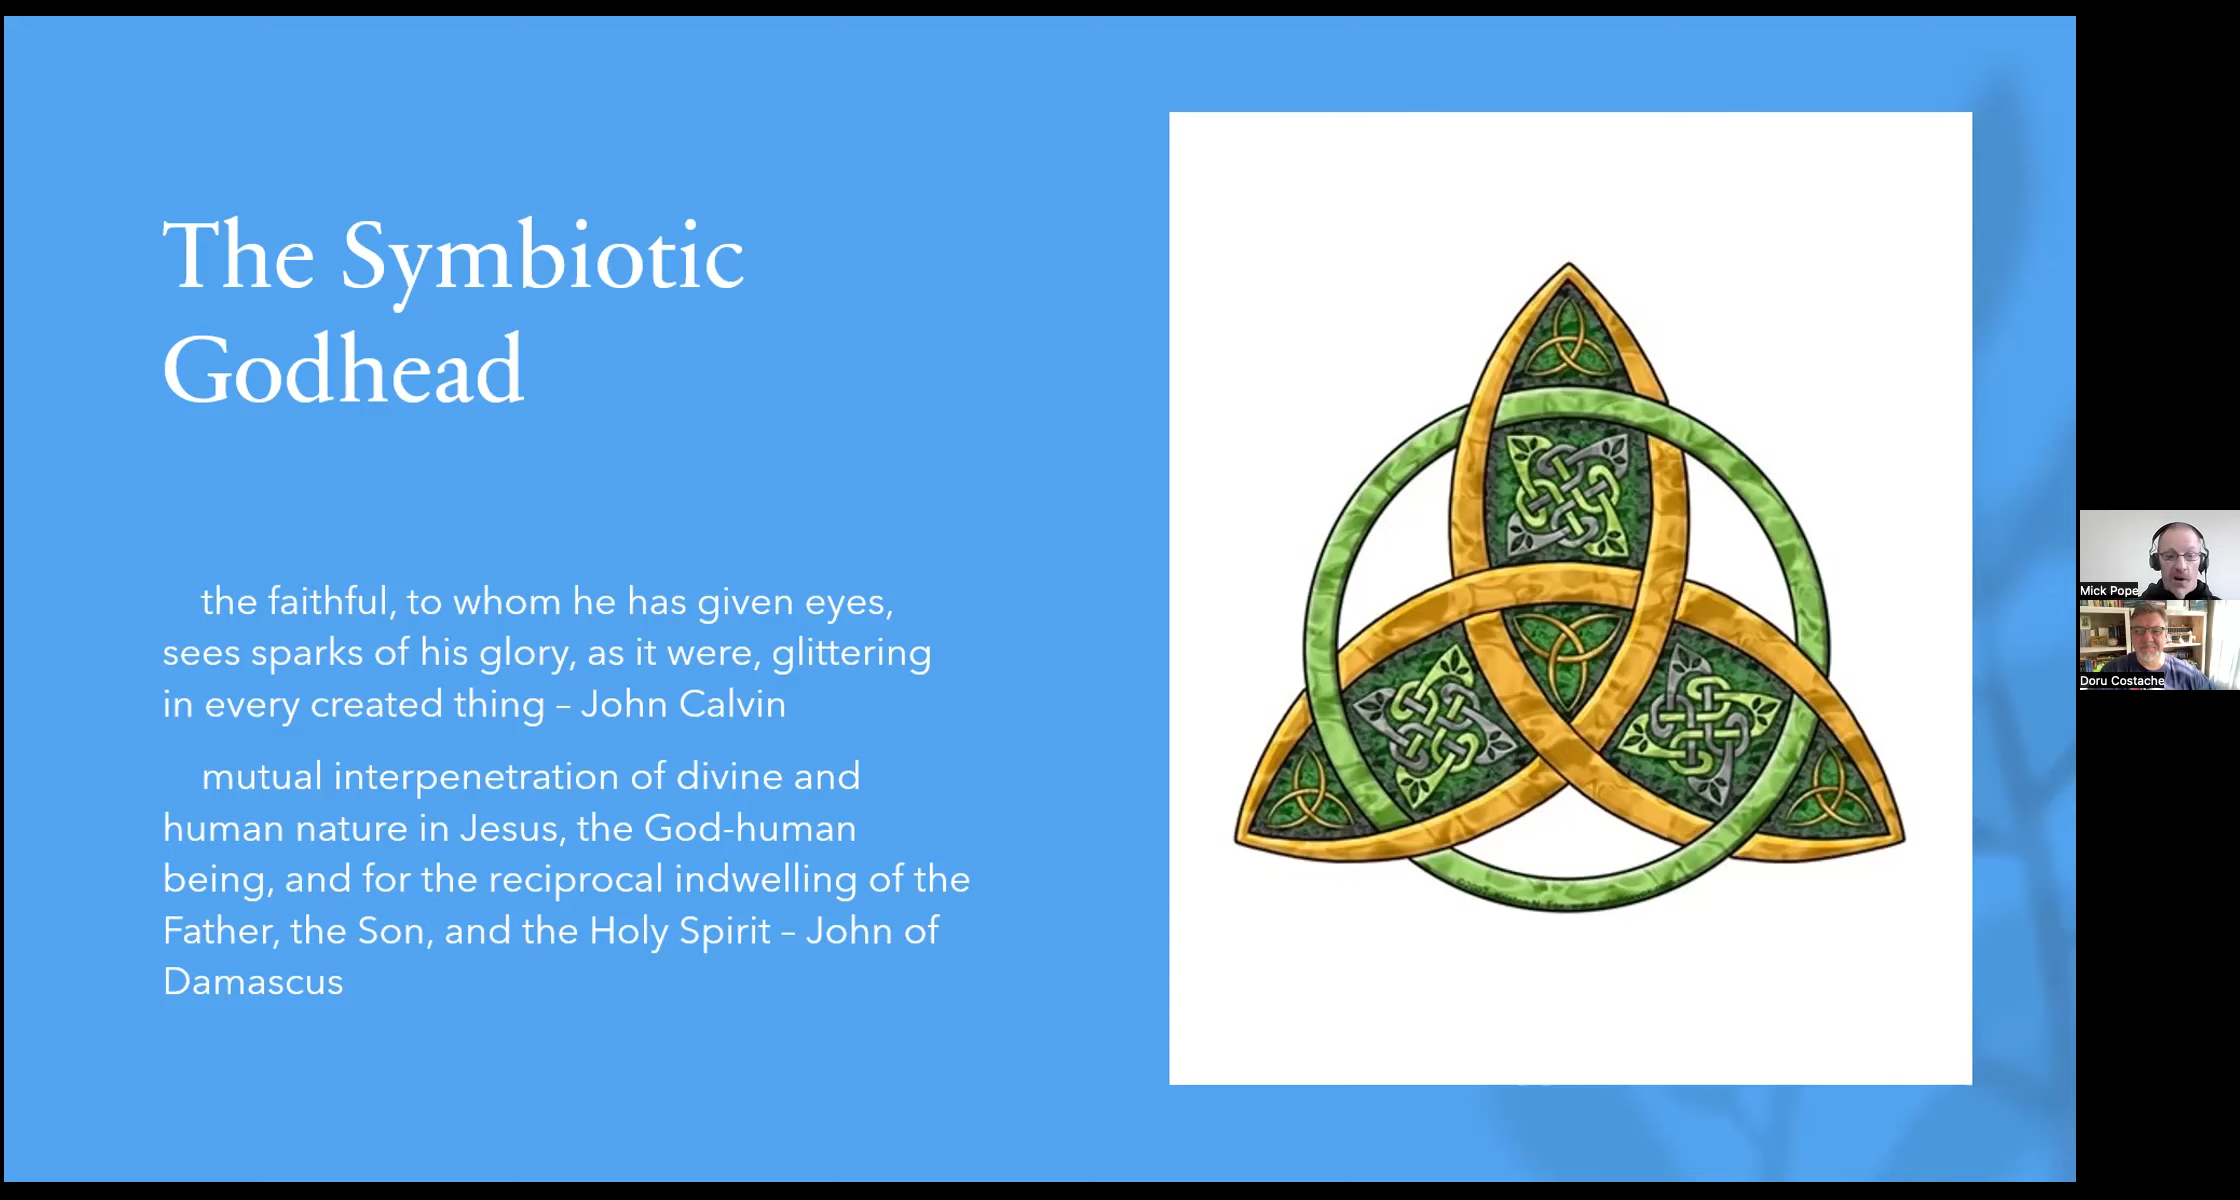 The Symbiotic
Godhead
the faithful, to whom he has given eyes,
sees sparks of his glory, as it were, glittering
in every created thing – John Calvin
mutual interpenetration of divine and
human nature in Jesus, the God-human
being, and for the reciprocal indwelling of the
Father, the Son, and the Holy Spirit – John of
Damascus
Mick Pope
Doru Costache